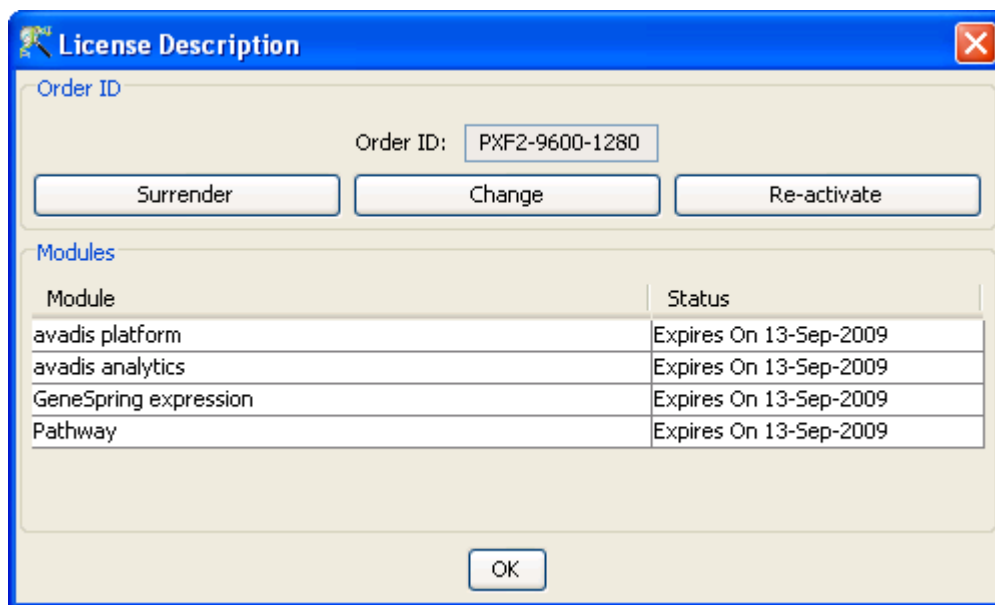 License Description
Order ID
Order ID: PXF2-9600-1280
Surrender Change Re-activate
Modules
Module Status
avadis platform Expires On 13-Sep-2009
avadis analytics Expires On 13-Sep-2009
GeneSpring expression Expires On 13-Sep-2009
Pathway Expires On 13-Sep-2009
OK